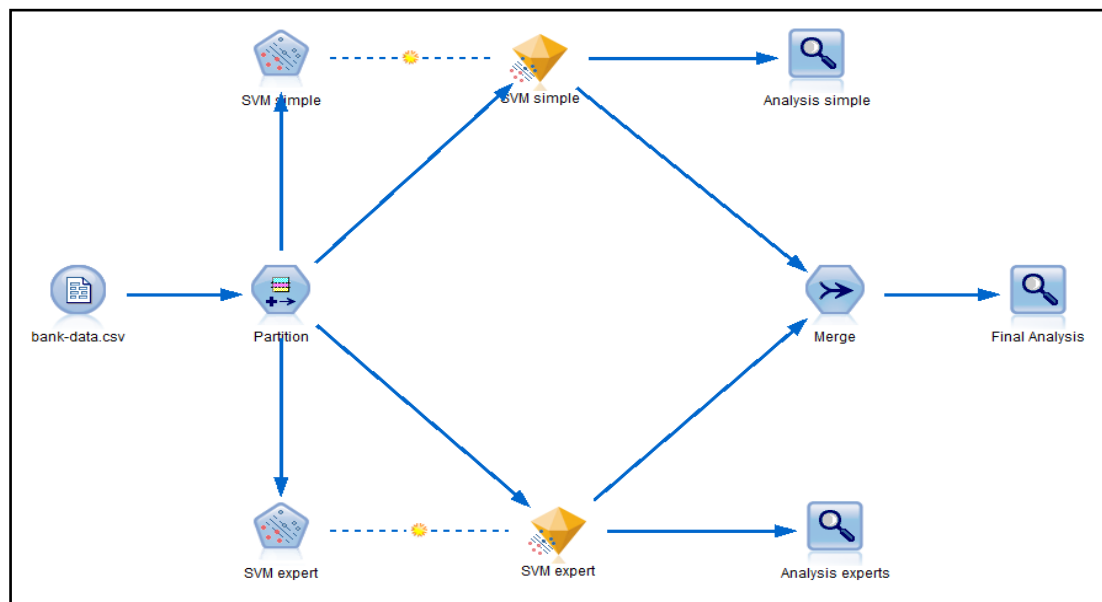 SVM simple
SVM simple
Analysis simple
bank-data.csv
Partition
Merge
Final Analysis
SVM expert
SVM expert
Analysis experts